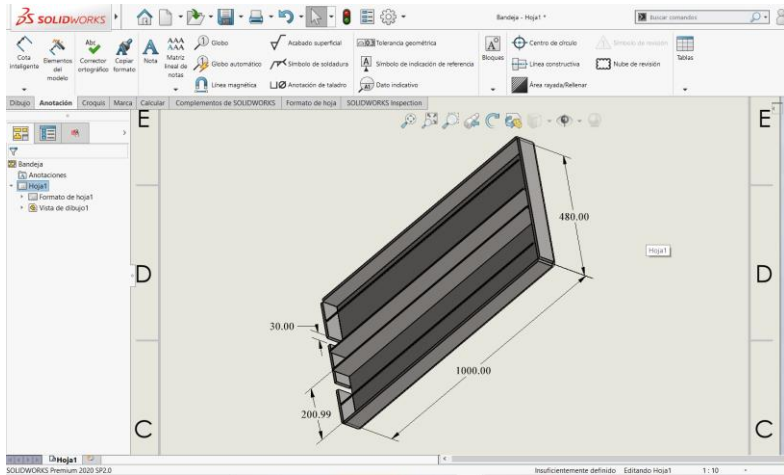 SOLIDWORKS
Bandeja - Hoja1 *
buscar comandos
Cota inteligente
Elementos del modelo
Corrector ortográfico
Copiar formato
Nota
Matriz lineal de notas
Globo
Globo automático
Línea magnética
Acabado superficial
Símbolo de soldadura
Anotación de taladro
Tolerancia geométrica
Símbolo de indicación de referencia
Dato indicativo
Bloques
Centro de círculo
Línea constructiva
Área rayada/Rellenar
Símbolo de revisión
Nube de revisión
Tablas
Dibujo Anotación Croquis Marca Calcular Complementos de SOLIDWORKS Formato de hoja SOLIDWORKS Inspection
Bandeja
Anotaciones
Hoja1
Formato de hoja1
Vista de dibujo1
E
E
480.00
Hoja1
D
D
30.00
1000.00
200.99
C
C
Hoja1
SOLIDWORKS Premium 2020 SP2.0
Insuficientemente definido Editando Hoja1 1 : 10